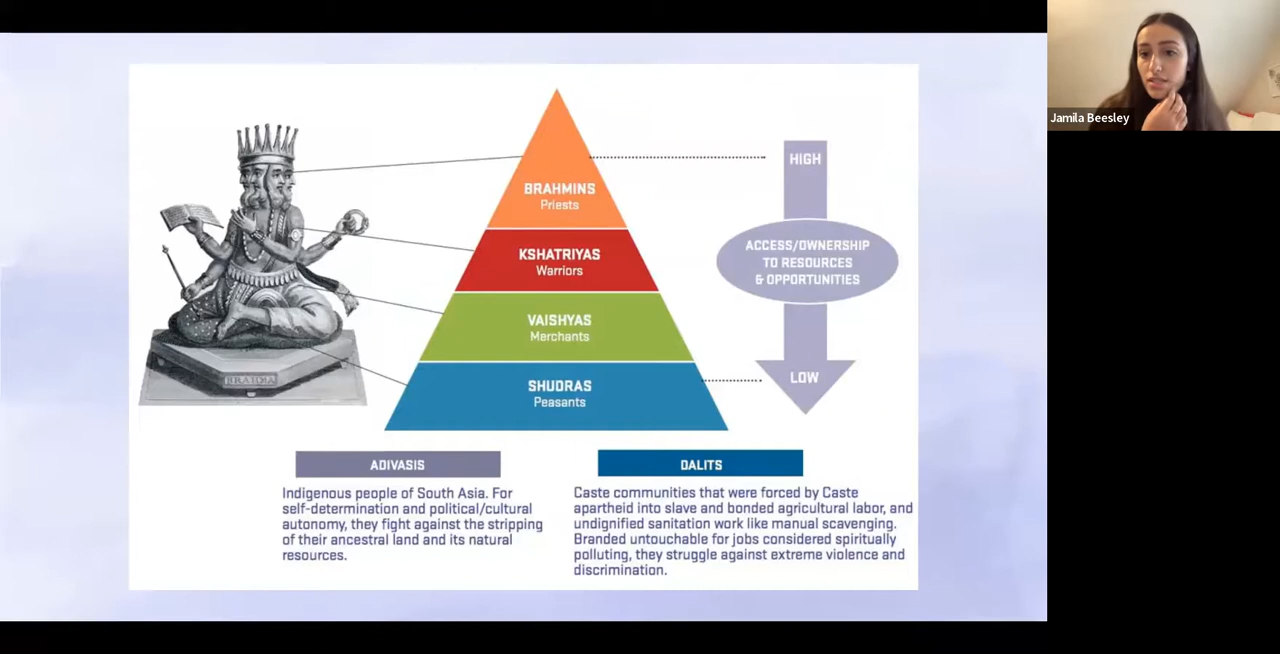 Jamila Beesley
BRAHMINS
Priests
KSHATRIYAS
Warriors
VAISHYAS
Merchants
SHUDRAS
Peasants
HIGH
ACCESS/OWNERSHIP
TO RESOURCES
& OPPORTUNITIES
LOW
ADIVASIS
Indigenous people of South Asia. For
self-determination and political/cultural
autonomy, they fight against the stripping
of their ancestral land and its natural
resources.
DALITS
Caste communities that were forced by Caste
apartheid into slave and bonded agricultural labor, and
undignified sanitation work like manual scavenging.
Branded untouchable for jobs considered spiritually
polluting, they struggle against extreme violence and
discrimination.